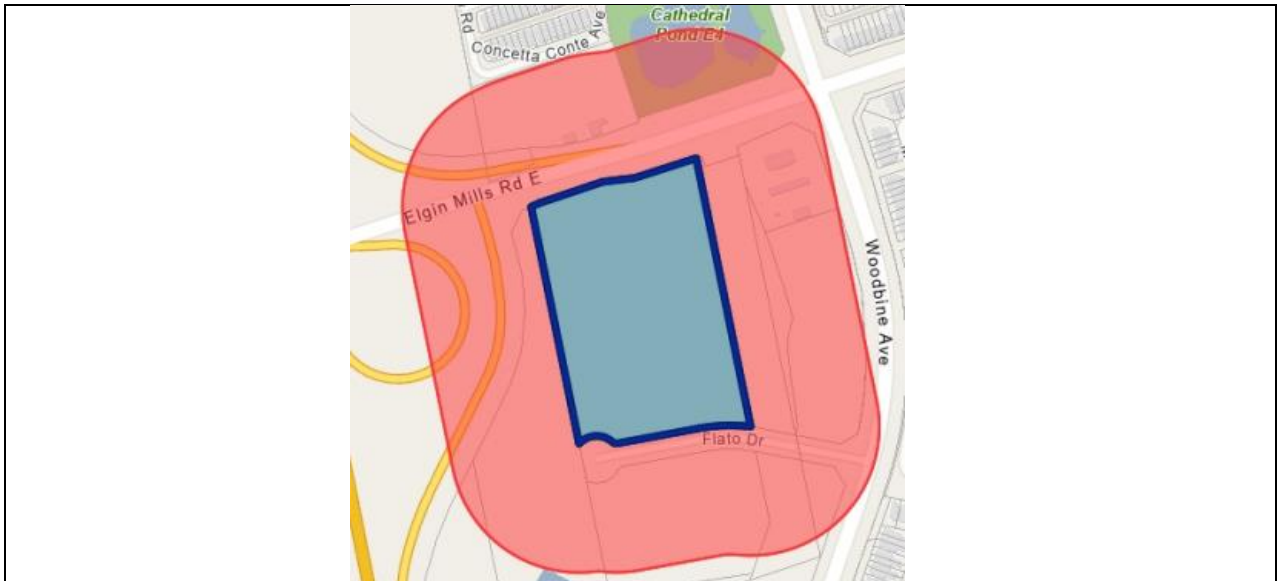 Rd
Concetta Conte Ave
Cathedral
Pond E4
Elgin Mills Rd E
Woodbine Ave
Flato Dr